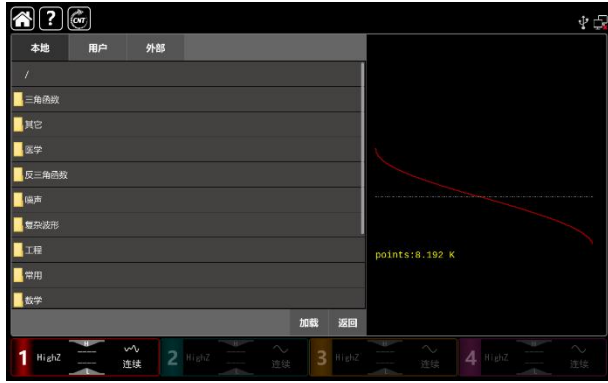 ? CNT
本地 用户 外部
/
三角函数
其它
医学
反三角函数
噪声
复杂波形
工程
常用
数学
points:8.192 K
加载 返回
1 HighZ H L 连续 2 HighZ 连续 3 HighZ 连续 4 HighZ 连续